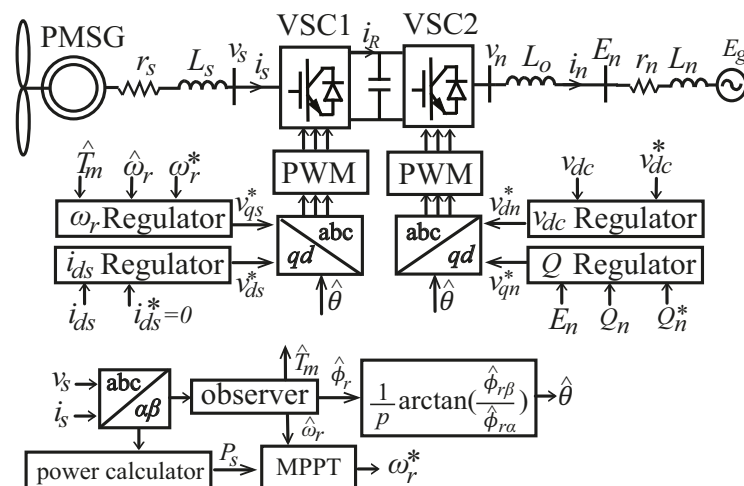 PMSG
r_s
L_s
v_s
i_s
VSC1
i_R
VSC2
v_n
L_o
i_n
E_n
r_n
L_n
E_g
T̂_m
ω̂_r
ω_r^*
PWM
PWM
v_dc
v_dc^*
ω_r Regulator
v_qs^*
abc
qd
abc
qd
v_dn^*
v_dc Regulator
i_ds Regulator
v_ds^*
v_qn^*
Q Regulator
i_ds
i_ds^*=0
θ̂
θ̂
E_n
Q_n
Q_n^*
v_s
i_s
abc
αβ
observer
T̂_m
ϕ̂_r
1/p arctan(ϕ̂_rβ/ϕ̂_rα)
θ̂
ω̂_r
power calculator
P_s
MPPT
ω_r^*